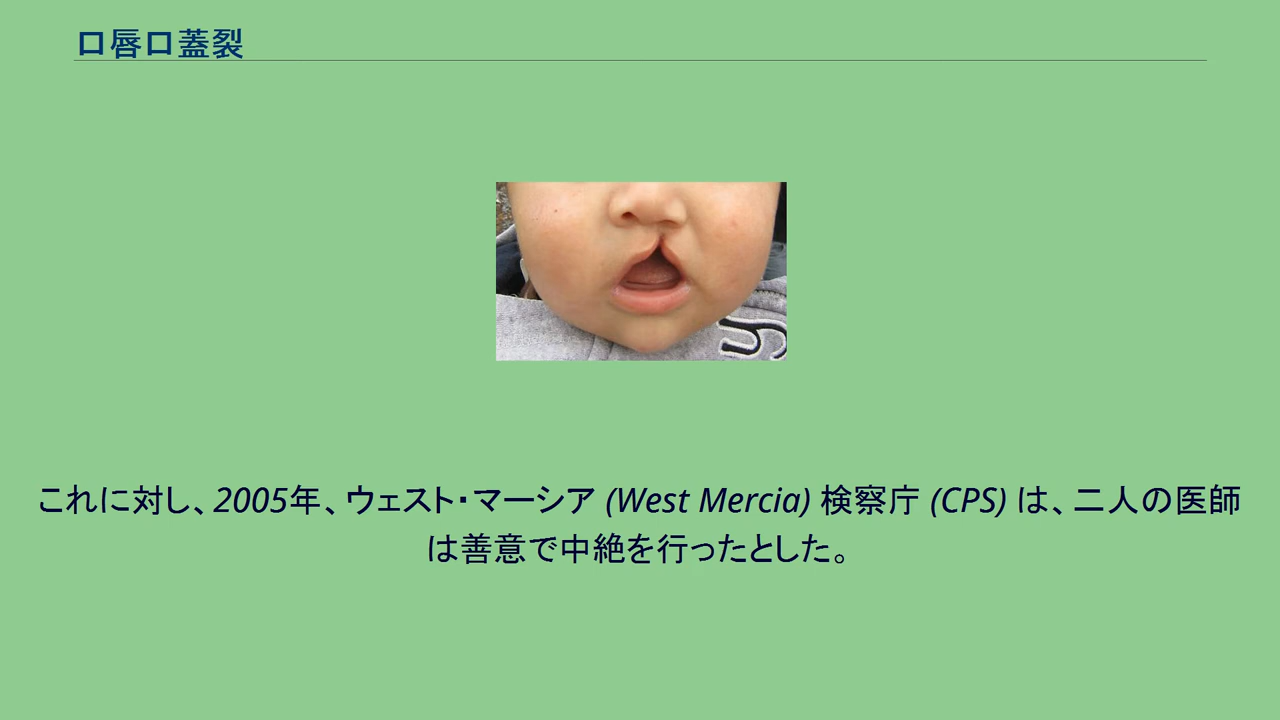 口唇口蓋裂
これに対し、2005年、ウェスト・マーシア (West Mercia) 検察庁 (CPS) は、二人の医師
は善意で中絶を行ったとした。